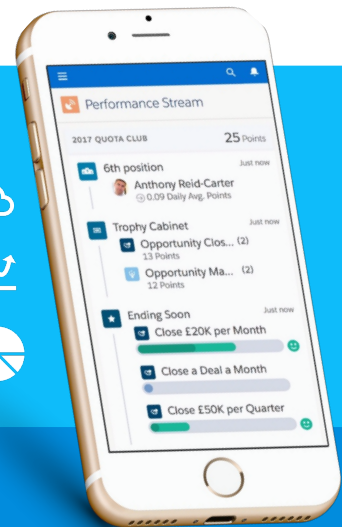 Performance Stream
2017 QUOTA CLUB 25 Points
6th position Just now
Anthony Reid-Carter
0.09 Daily Avg. Points
Trophy Cabinet Just now
Opportunity Clos... (2)
13 Points
Opportunity Ma... (2)
12 Points
Ending Soon Just now
Close £20K per Month
Close a Deal a Month
Close £50K per Quarter